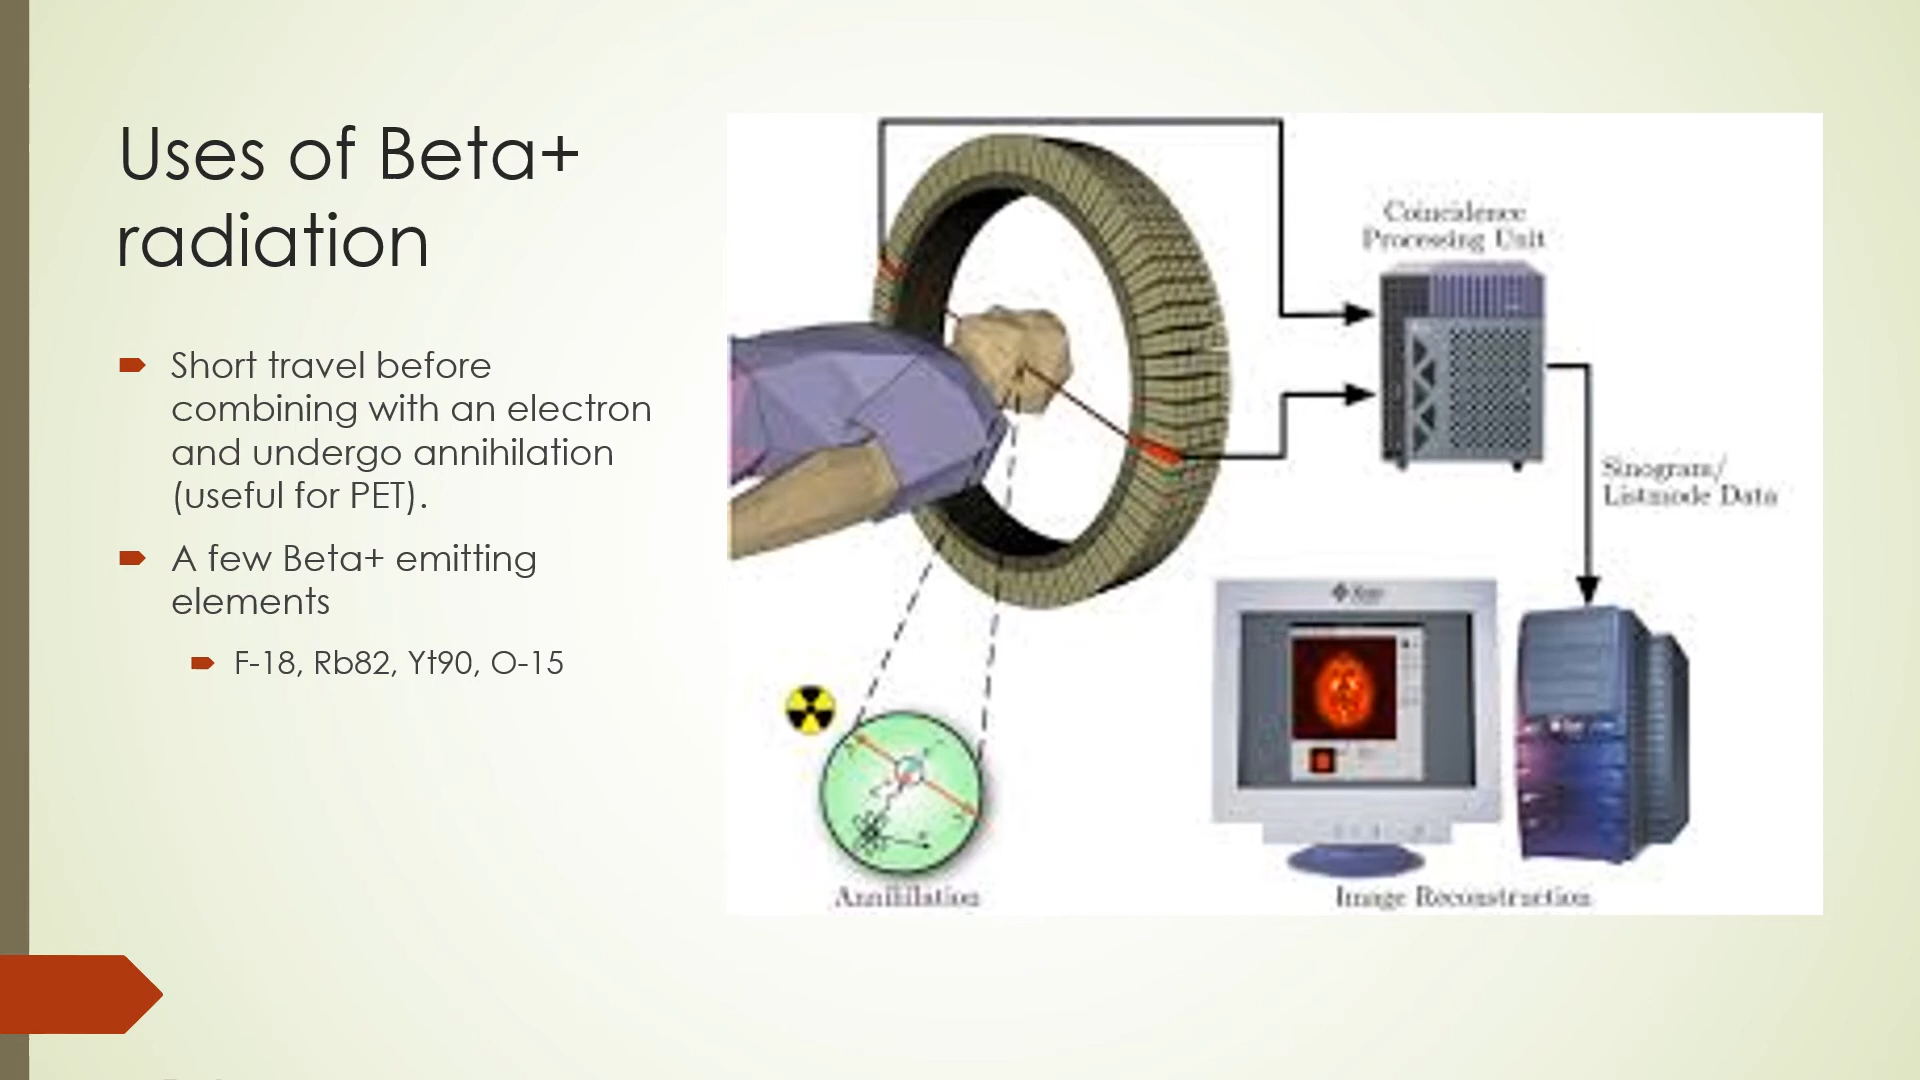 Uses of Beta+
radiation
Short travel before
combining with an electron
and undergo annihilation
(useful for PET).
A few Beta+ emitting
elements
F-18, Rb82, Yt90, O-15
Coincidence
Processing Unit
Sinogram/
Listmode Data
Annihilation
Image Reconstruction